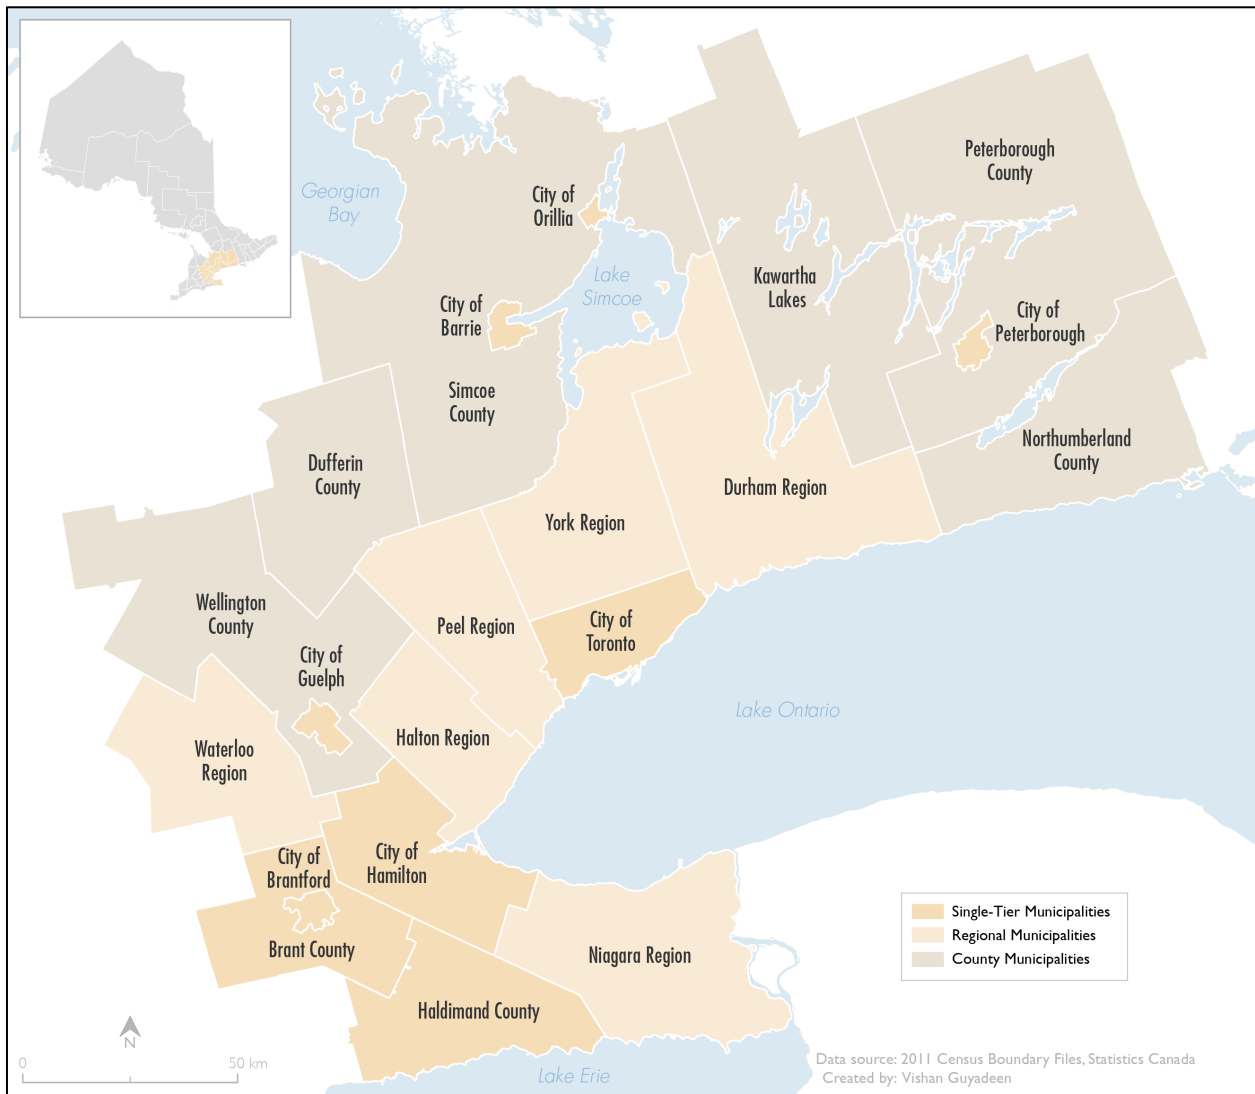 Peterborough
County
Georgian
Bay
City of
Orillia
Lake
Simcoe
Kawartha
Lakes
City of
Barrie
City of
Peterborough
Simcoe
County
Northumberland
County
Dufferin
County
Durham Region
York Region
Wellington
County
City of
Toronto
Peel Region
City of
Guelph
Lake Ontario
Halton Region
Waterloo
Region
City of
Brantford
City of
Hamilton
Single-Tier Municipalities
Regional Municipalities
County Municipalities
Brant County
Niagara Region
Haldimand County
N
0 50 km
Lake Erie
Data source: 2011 Census Boundary Files, Statistics Canada
Created by: Vishan Guyadeen